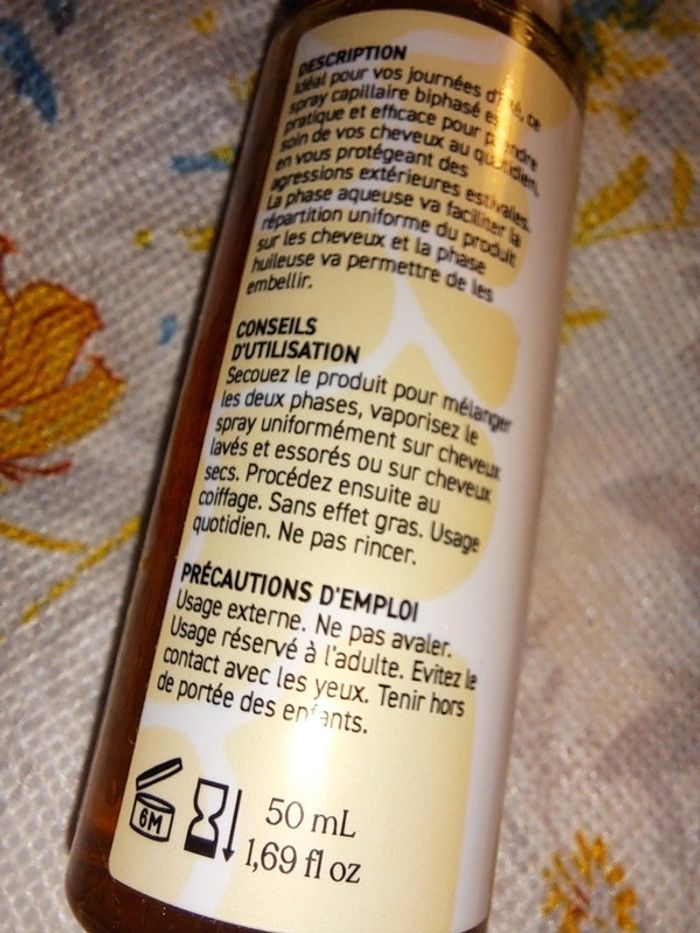 DESCRIPTION
Idéal pour vos journées d'été, ce
spray capillaire biphasé est
pratique et efficace pour prendre
soin de vos cheveux au quotidien,
en vous protégeant des
agressions extérieures estivales.
La phase aqueuse va faciliter la
répartition uniforme du produit
sur les cheveux et la phase
huileuse va permettre de les
embellir.
CONSEILS
D'UTILISATION
Secouez le produit pour mélanger
les deux phases, vaporisez le
spray uniformément sur cheveux
lavés et essorés ou sur cheveux
secs. Procédez ensuite au
coiffage. Sans effet gras. Usage
quotidien. Ne pas rincer.
PRÉCAUTIONS D'EMPLOI
Usage externe. Ne pas avaler.
Usage réservé à l'adulte. Evitez le
contact avec les yeux. Tenir hors
de portée des enfants.
6M
50 mL
1,69 fl oz